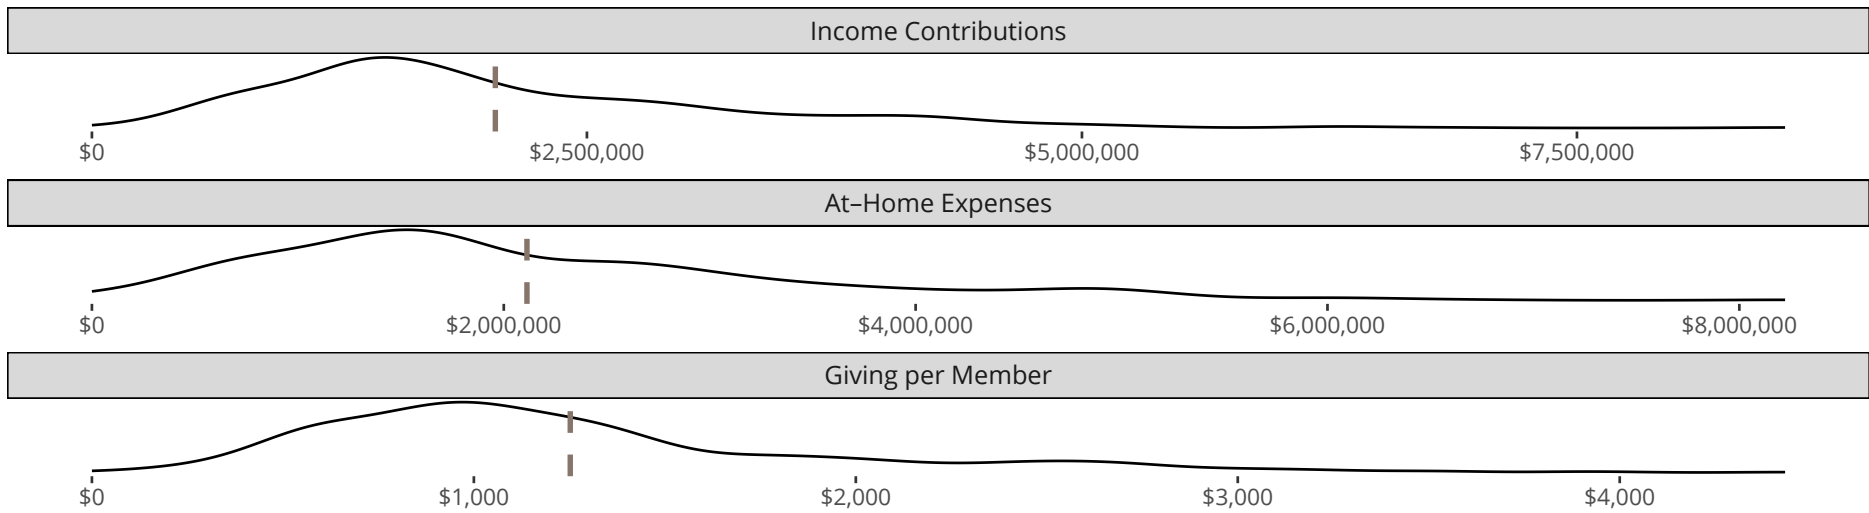 Income Contributions
$0 $2,500,000 $5,000,000 $7,500,000
At–Home Expenses
$0 $2,000,000 $4,000,000 $6,000,000 $8,000,000
Giving per Member
$0 $1,000 $2,000 $3,000 $4,000